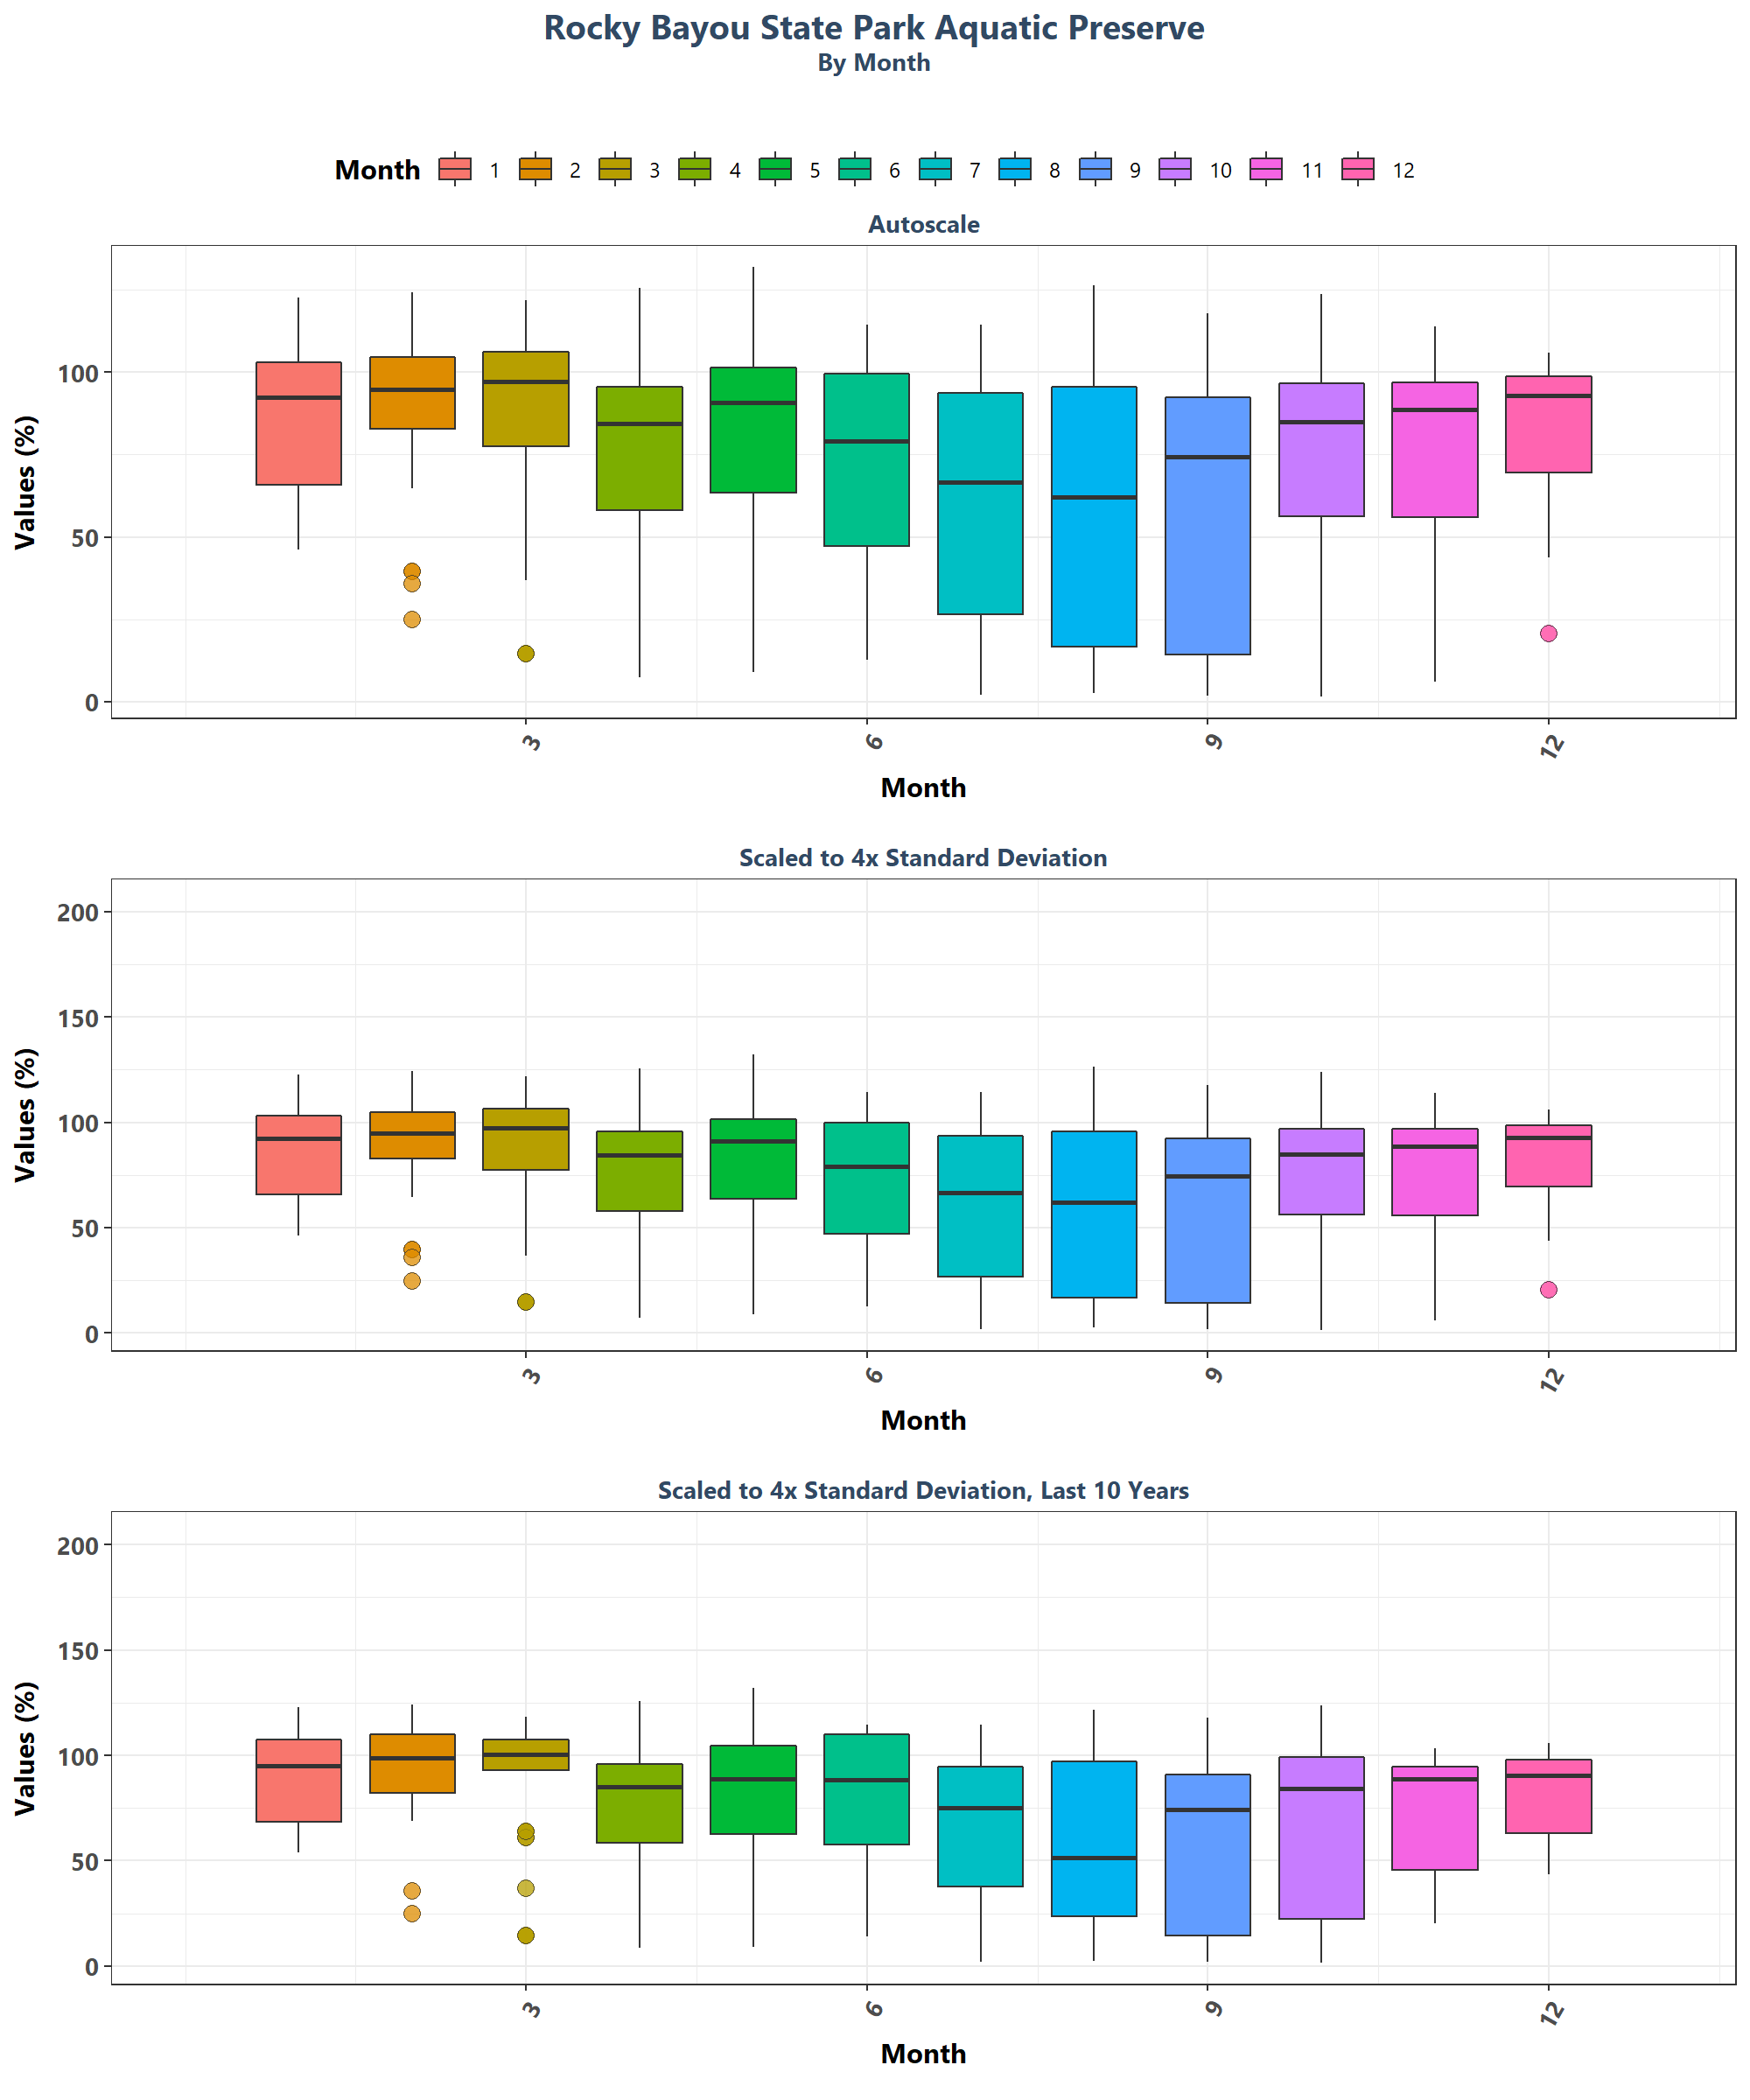 Rocky Bayou State Park Aquatic Preserve
By Month
Month 1 2 3 4 5 6 7 8 9 10 11 12
Autoscale
Values (%)
100
50
0
3 6 9 12
Month
Scaled to 4x Standard Deviation
Values (%)
200
150
100
50
0
3 6 9 12
Month
Scaled to 4x Standard Deviation, Last 10 Years
Values (%)
200
150
100
50
0
3 6 9 12
Month